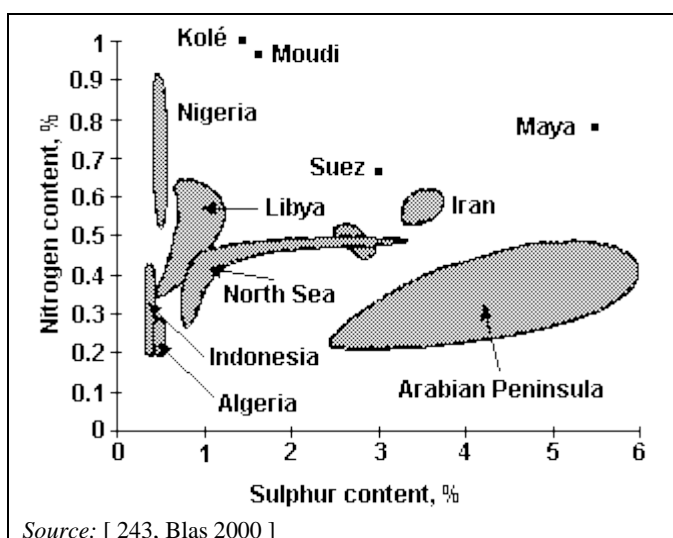 Kolé
Moudi
Nigeria
Maya
Suez
Libya
Iran
North Sea
Indonesia
Algeria
Arabian Peninsula
Nitrogen content, %
1
0.9
0.8
0.7
0.6
0.5
0.4
0.3
0.2
0.1
0
0 1 2 3 4 5 6
Sulphur content, %
Source: [ 243, Blas 2000 ]